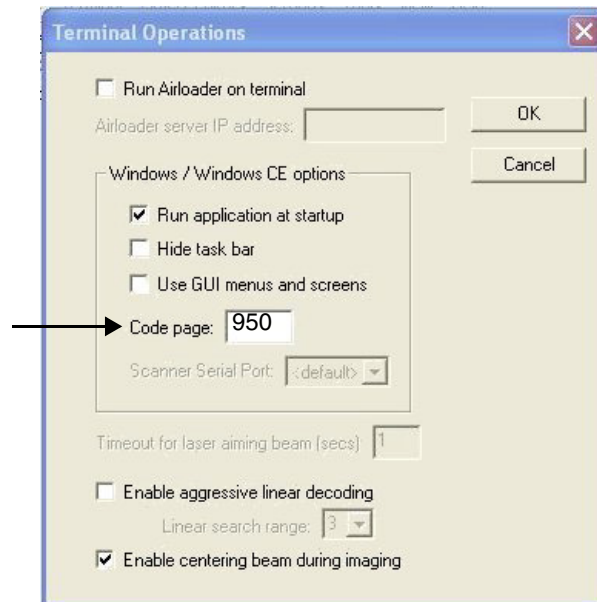 Terminal Operations
Run Airloader on terminal
Airloader server IP address:
OK
Cancel
Windows / Windows CE options
Run application at startup
Hide task bar
Use GUI menus and screens
Code page: 950
Scanner Serial Port: <default>
Timeout for laser aiming beam (secs) 1
Enable aggressive linear decoding
Linear search range: 3
Enable centering beam during imaging